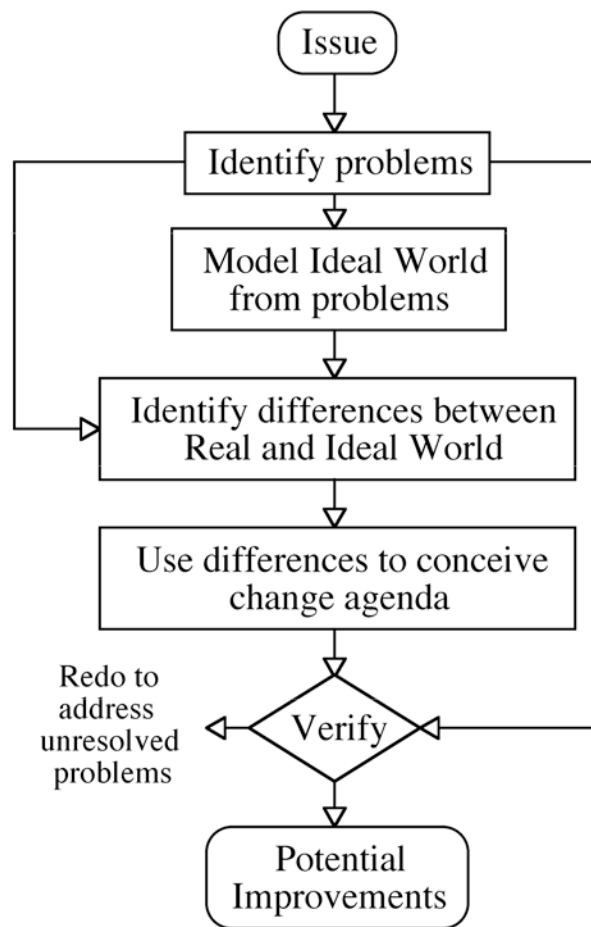 Issue
Identify problems
Model Ideal World
from problems
Identify differences between
Real and Ideal World
Use differences to conceive
change agenda
Redo to
address
unresolved
problems
Verify
Potential
Improvements